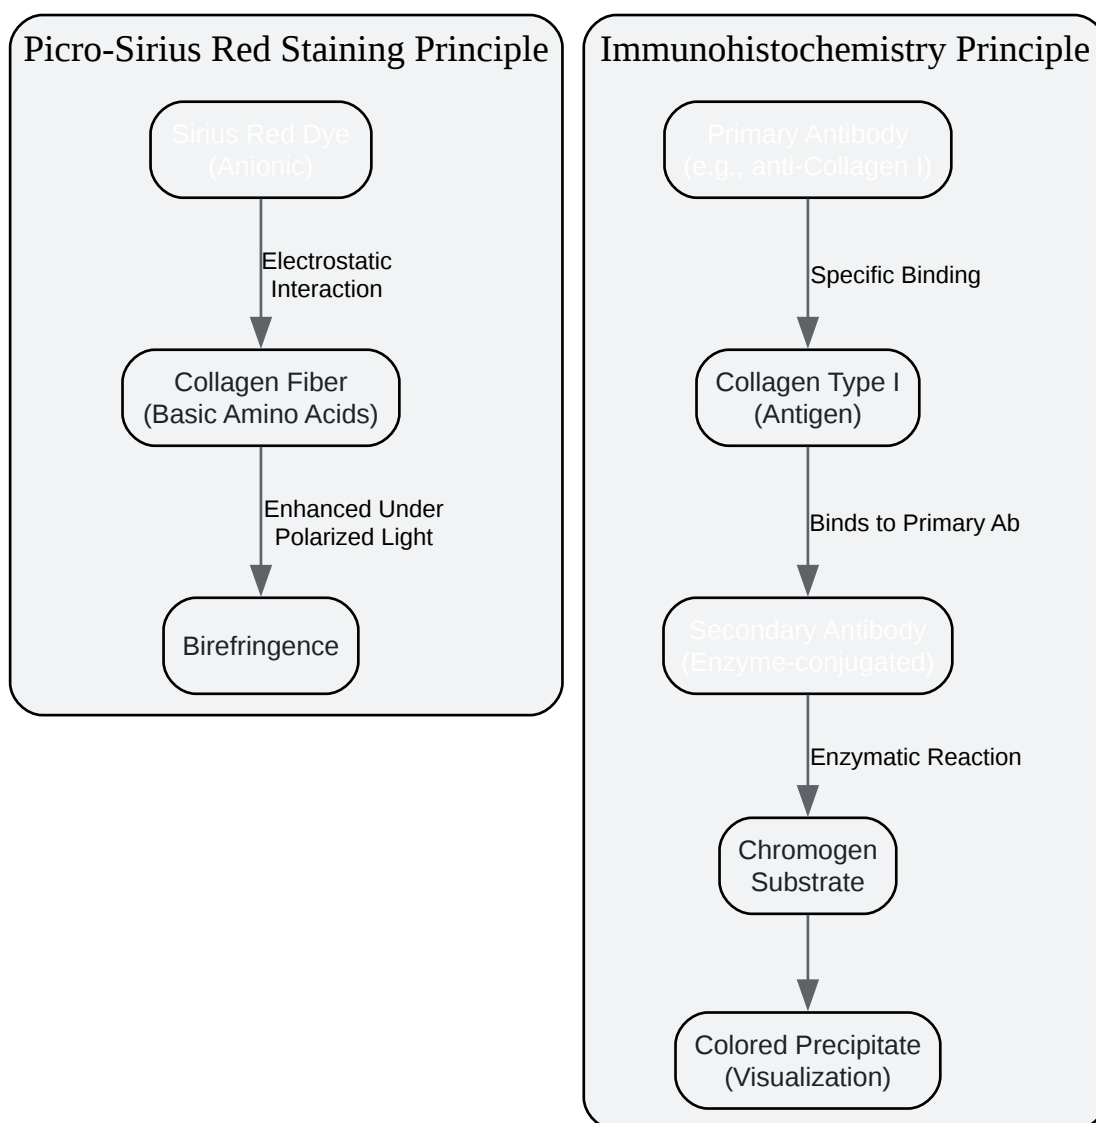 Picro-Sirius Red Staining Principle
Sirius Red Dye
(Anionic)
Electrostatic
Interaction
Collagen Fiber
(Basic Amino Acids)
Enhanced Under
Polarized Light
Birefringence
Immunohistochemistry Principle
Primary Antibody
(e.g., anti-Collagen I)
Specific Binding
Collagen Type I
(Antigen)
Binds to Primary Ab
Secondary Antibody
(Enzyme-conjugated)
Enzymatic Reaction
Chromogen
Substrate
Colored Precipitate
(Visualization)